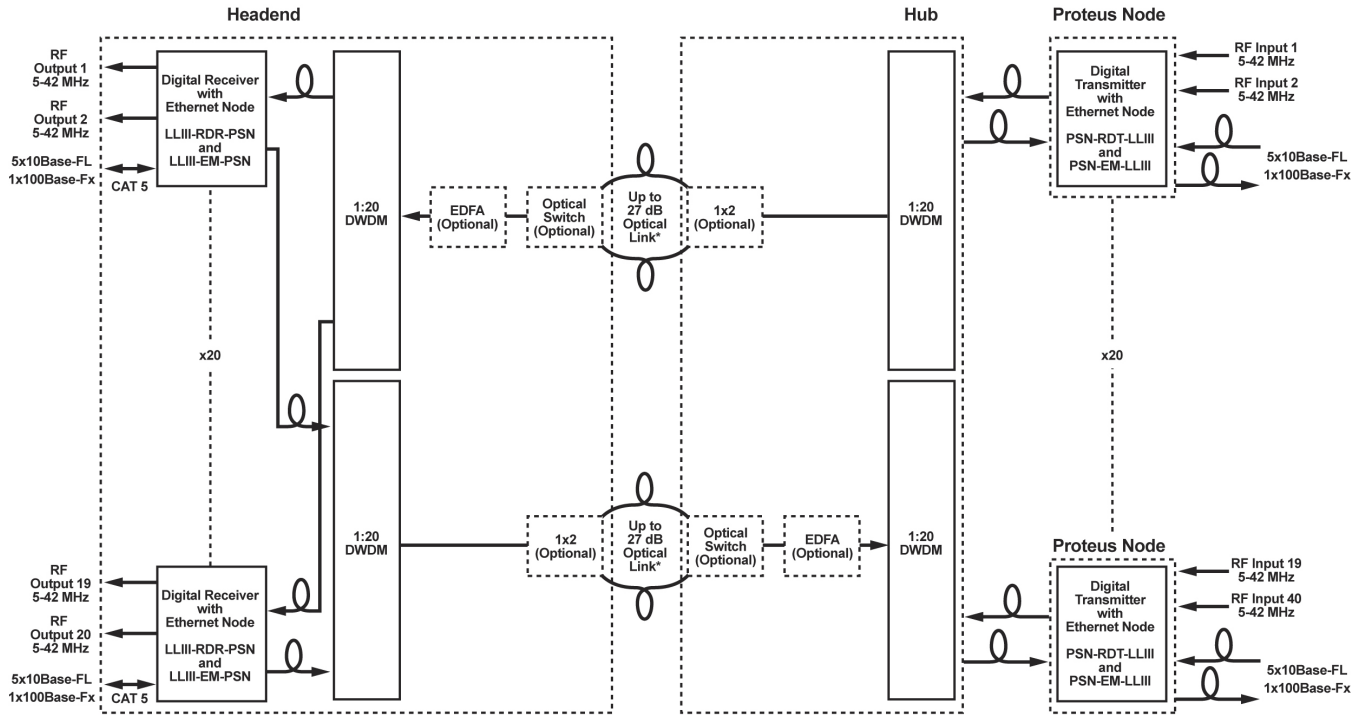 Headend
Hub
Proteus Node
RF
Output 1
5-42 MHz
RF
Output 2
5-42 MHz
5x10Base-FL
1x100Base-Fx
CAT 5
Digital Receiver
with
Ethernet Node
LLIII-RDR-PSN
and
LLIII-EM-PSN
1:20
DWDM
EDFA
(Optional)
Optical
Switch
(Optional)
Up to
27 dB
Optical
Link*
1x2
(Optional)
1:20
DWDM
Digital
Transmitter
with
Ethernet Node
PSN-RDT-LLIII
and
PSN-EM-LLIII
RF Input 1
5-42 MHz
RF Input 2
5-42 MHz
5x10Base-FL
1x100Base-Fx
x20
x20
1:20
DWDM
1x2
(Optional)
Up to
27 dB
Optical
Link*
Optical
Switch
(Optional)
EDFA
(Optional)
1:20
DWDM
Proteus Node
RF
Output 19
5-42 MHz
RF
Output 20
5-42 MHz
5x10Base-FL
1x100Base-Fx
CAT 5
Digital Receiver
with
Ethernet Node
LLIII-RDR-PSN
and
LLIII-EM-PSN
Digital
Transmitter
with
Ethernet Node
PSN-RDT-LLIII
and
PSN-EM-LLIII
RF Input 19
5-42 MHz
RF Input 40
5-42 MHz
5x10Base-FL
1x100Base-Fx